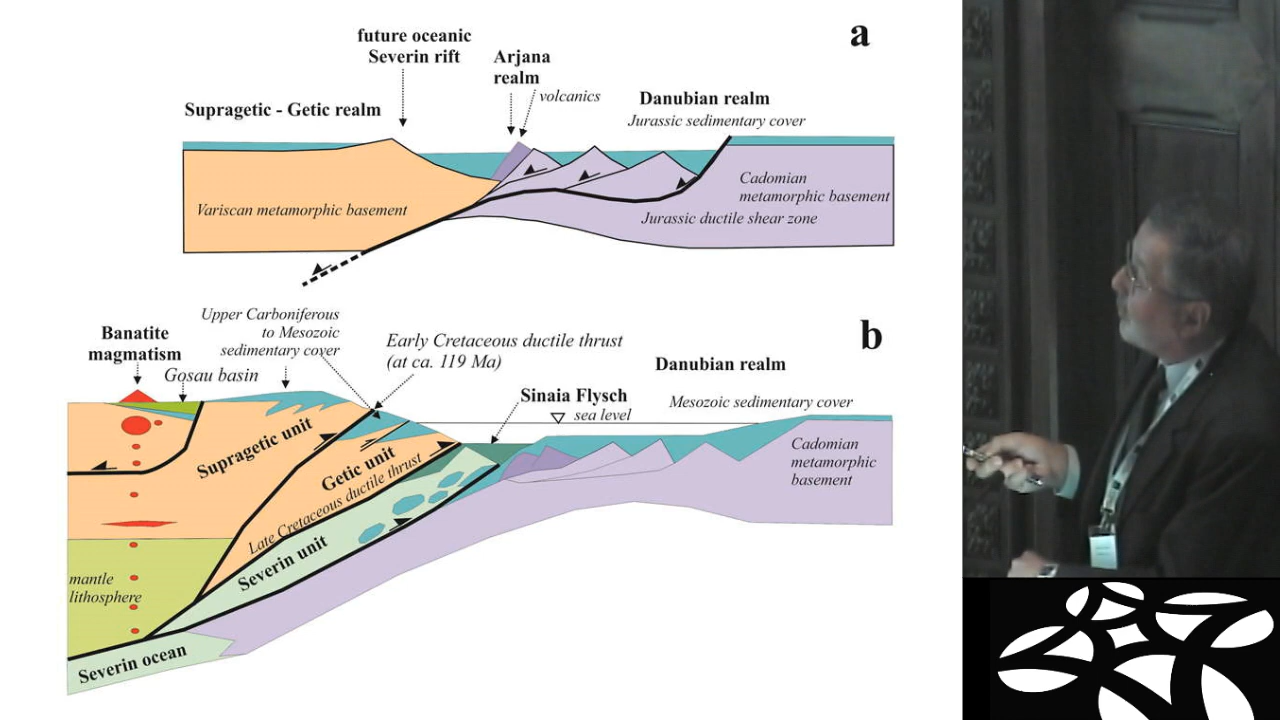 a
future oceanic
Severin rift
Arjana
realm
volcanics
Supragetic - Getic realm
Danubian realm
Jurassic sedimentary cover
Variscan metamorphic basement
Cadomian
metamorphic basement
Jurassic ductile shear zone
b
Upper Carboniferous
to Mesozoic
sedimentary cover
Banatite
magmatism
Gosau basin
Early Cretaceous ductile thrust
(at ca. 119 Ma)
Danubian realm
Mesozoic sedimentary cover
Sinaia Flysch
sea level
Supragetic unit
Getic unit
Late Cretaceous ductile thrust
Severin unit
Cadomian
metamorphic
basement
mantle
lithosphere
Severin ocean